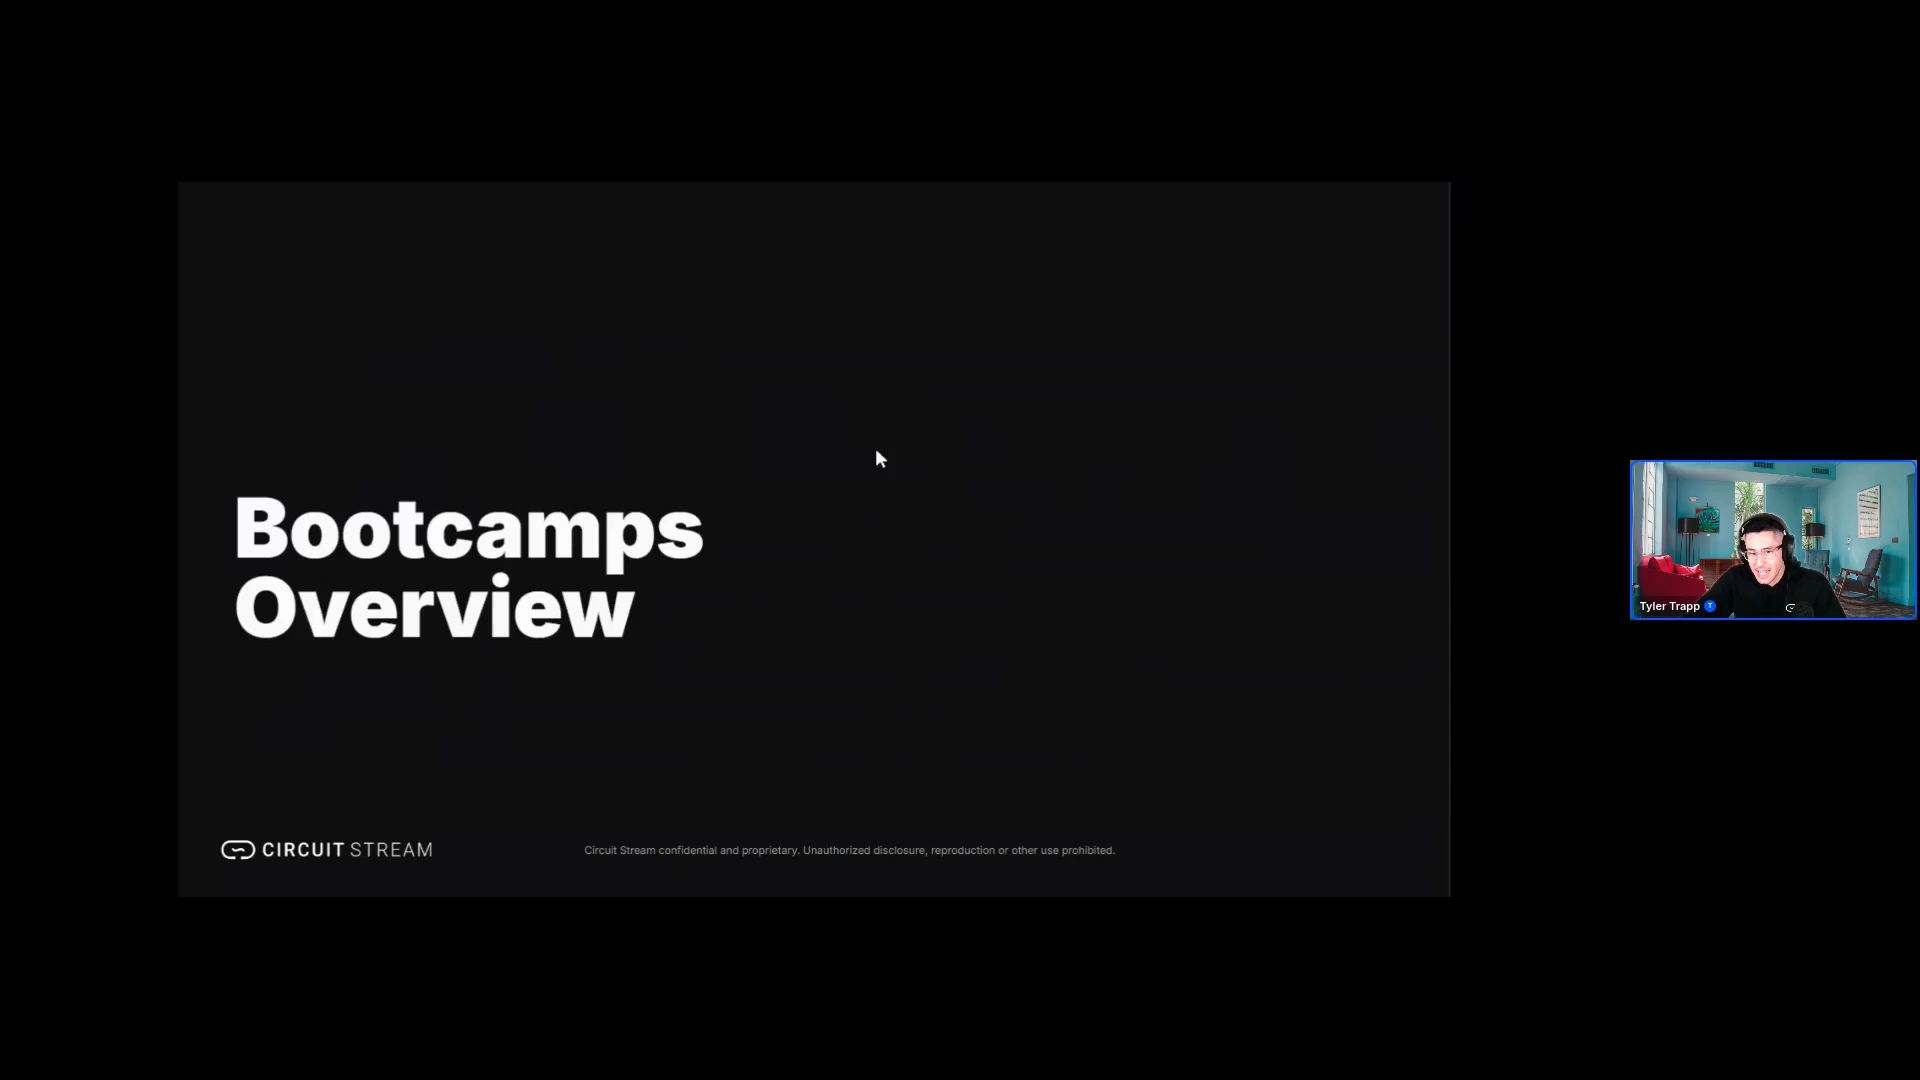 Bootcamps
Overview
CIRCUIT STREAM
Circuit Stream confidential and proprietary. Unauthorized disclosure, reproduction or other use prohibited.
Tyler Trapp T